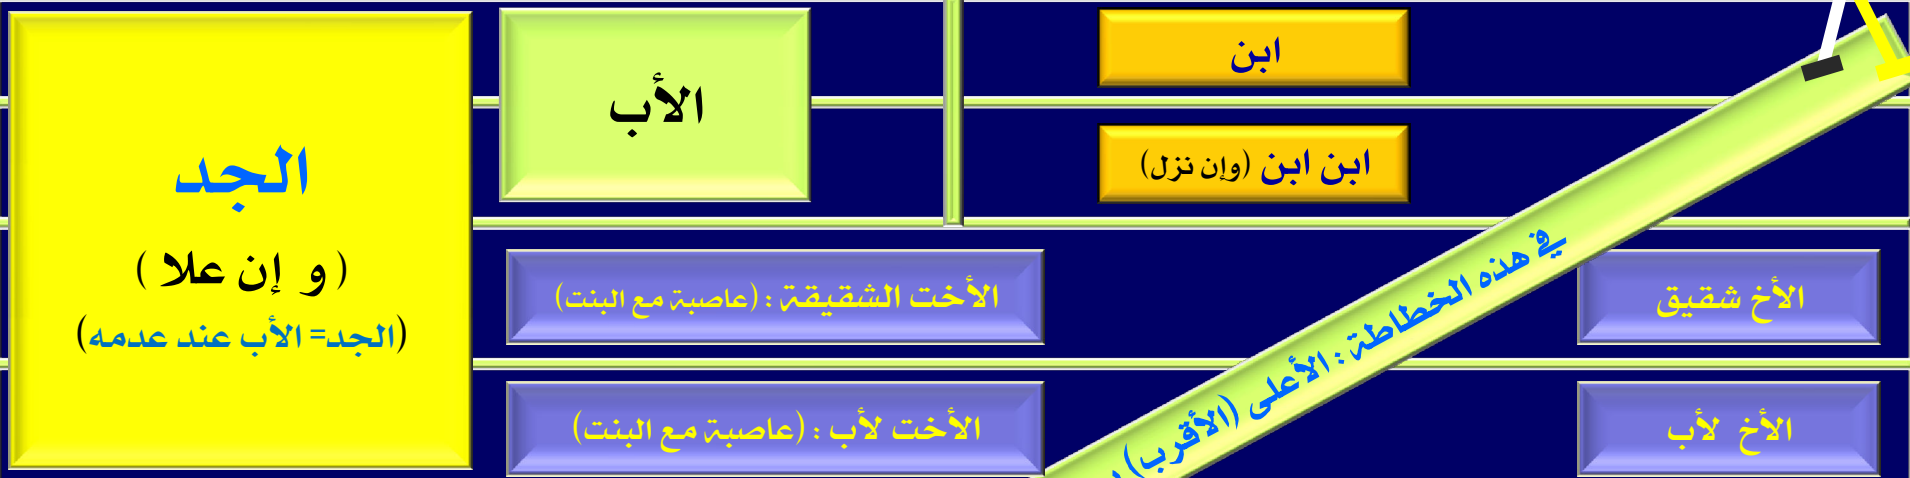 ابن
الأب
ابن ابن (وإن نزل)
الجد
( و إن علا )
(الجد= الأب عند عدمه)
في هذه الخطاطة : الأعلى (الأقرب)
الأخ شقيق
الأخت الشقيقة : (عاصبة مع البنت)
الأخ لأب
الأخت لأب : (عاصبة مع البنت)